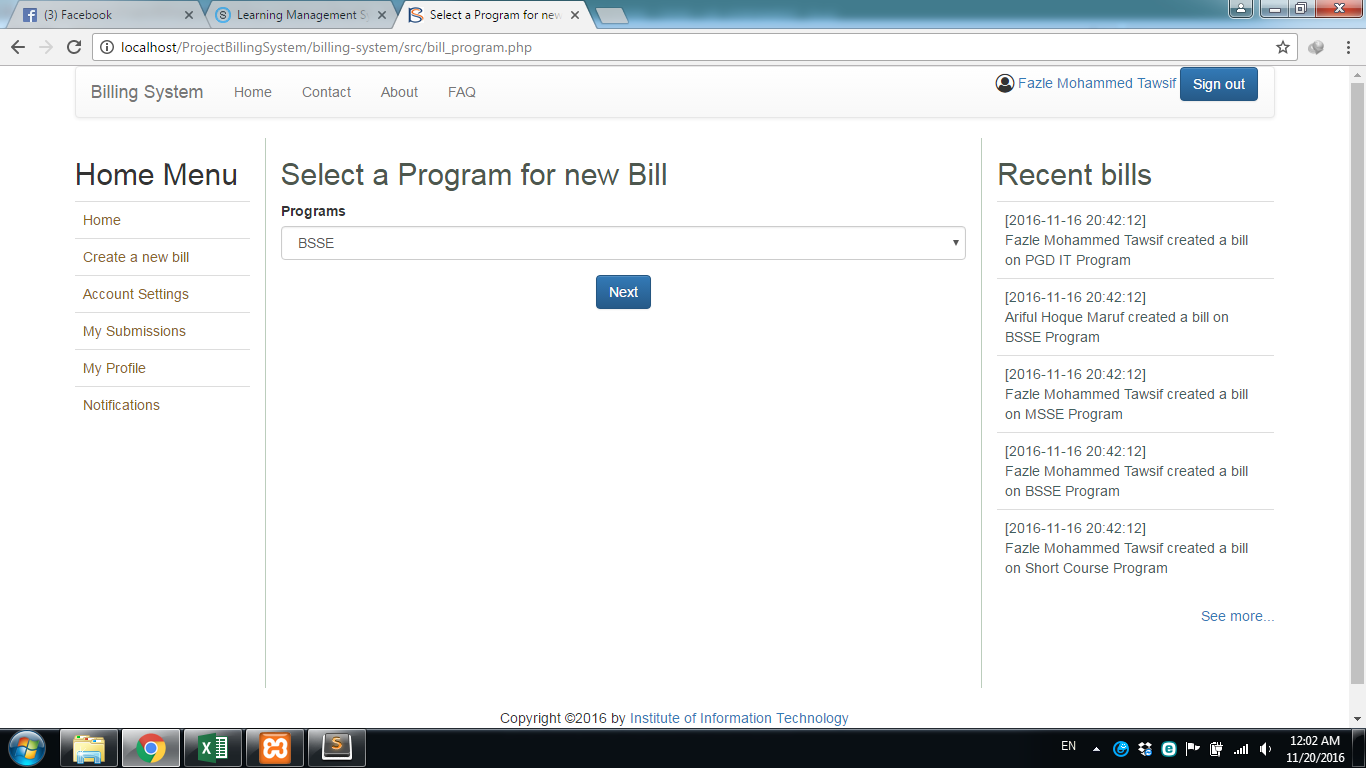 (3) Facebook
Learning Management Sy
Select a Program for new
localhost/ProjectBillingSystem/billing-system/src/bill_program.php
Billing System
Home
Contact
About
FAQ
Fazle Mohammed Tawsif
Sign out
Home Menu
Home
Create a new bill
Account Settings
My Submissions
My Profile
Notifications
Select a Program for new Bill
Programs
BSSE
Next
Recent bills
[2016-11-16 20:42:12]
Fazle Mohammed Tawsif created a bill
on PGD IT Program
[2016-11-16 20:42:12]
Ariful Hoque Maruf created a bill on
BSSE Program
[2016-11-16 20:42:12]
Fazle Mohammed Tawsif created a bill
on MSSE Program
[2016-11-16 20:42:12]
Fazle Mohammed Tawsif created a bill
on BSSE Program
[2016-11-16 20:42:12]
Fazle Mohammed Tawsif created a bill
on Short Course Program
See more...
Copyright ©2016 by Institute of Information Technology
EN
12:02 AM
11/20/2016